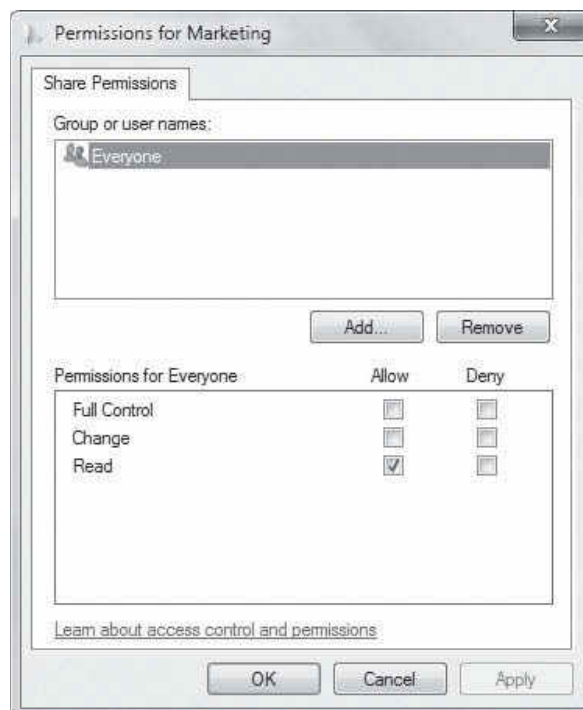 Permissions for Marketing
Share Permissions
Group or user names:
Everyone
Add...
Remove
Permissions for Everyone
Allow
Deny
Full Control
Change
Read
Learn about access control and permissions
OK
Cancel
Apply